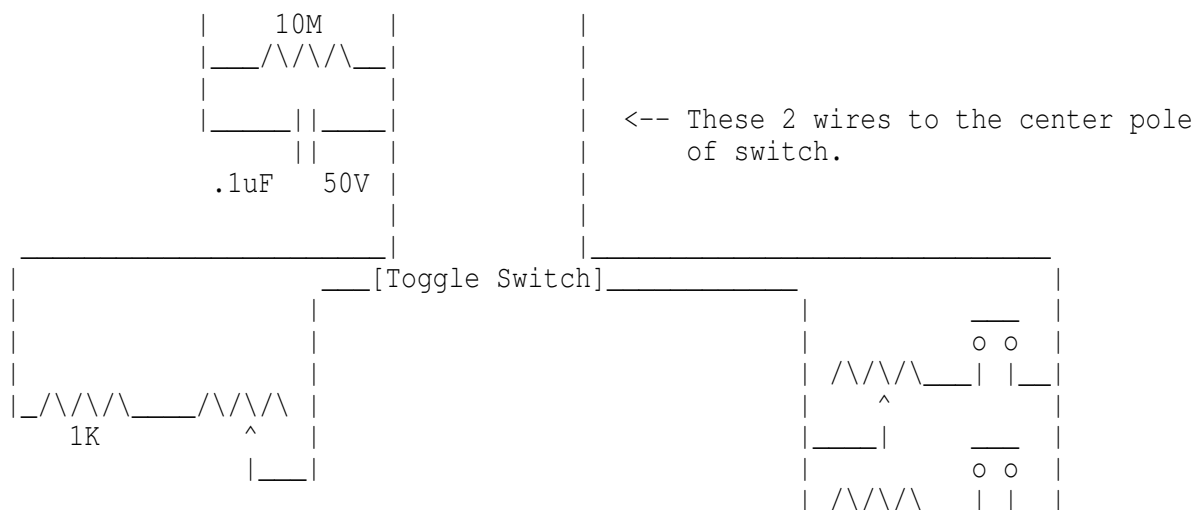 10M
<-- These 2 wires to the center pole
of switch.
.1uF 50V
[Toggle Switch]
o o
1K
o o